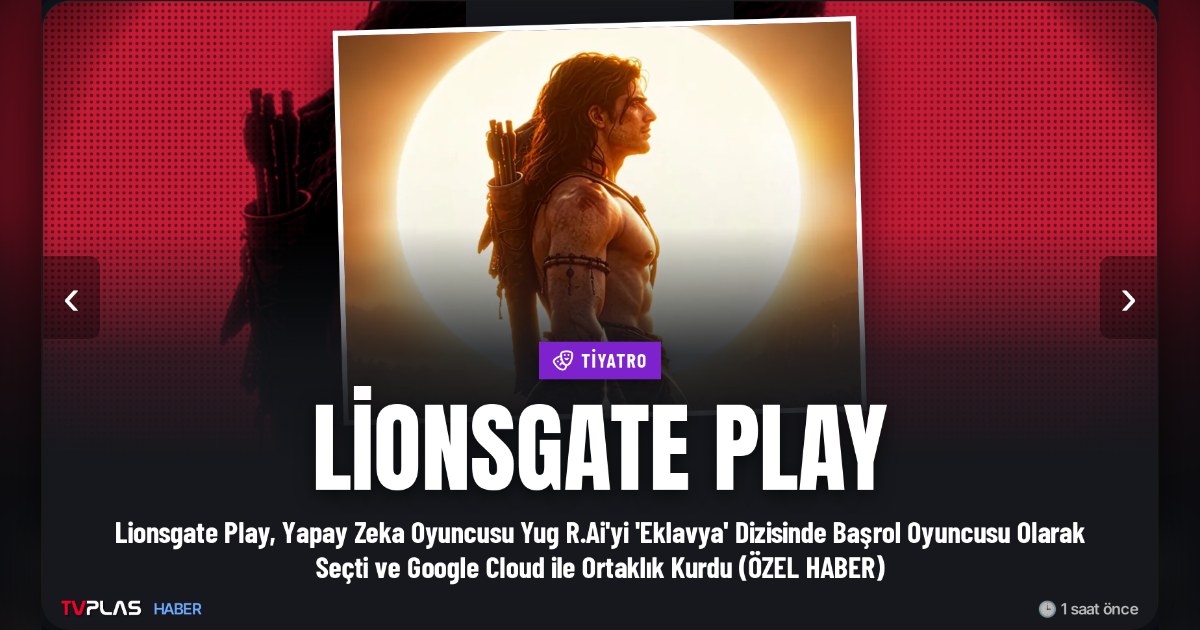 TİYATRO
LİONSGATE PLAY
Lionsgate Play, Yapay Zeka Oyuncusu Yug R.Ai'yi 'Eklavya' Dizisinde Başrol Oyuncusu Olarak
Seçti ve Google Cloud ile Ortaklık Kurdu (ÖZEL HABER)
TVPLAS HABER
1 saat önce